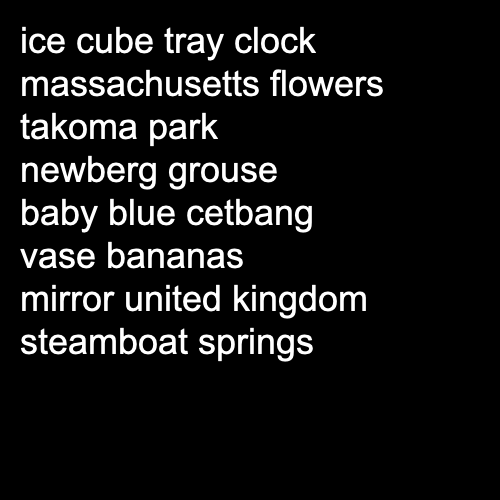 ice cube tray clock
massachusetts flowers
takoma park
newberg grouse
baby blue cetbang
vase bananas
mirror united kingdom
steamboat springs